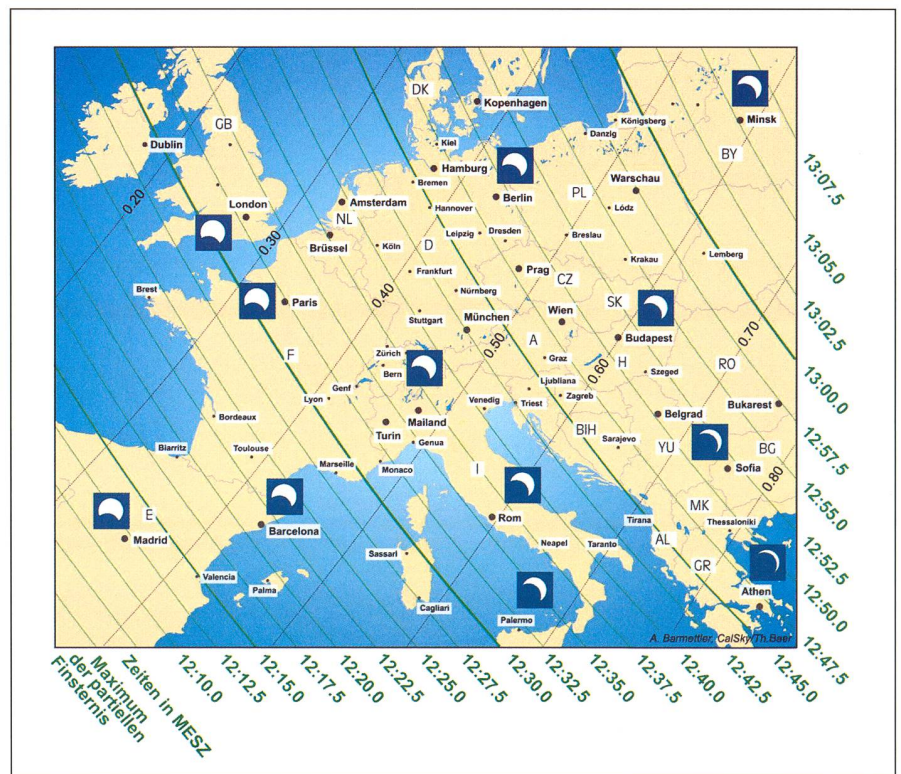 DK
Kopenhagen
Minsk
GB
Königsberg
Danzig
Dublin
Kiel
BY
Hamburg
13:07.5
Bremen
Berlin
PL
Warschau
0.20
London
Amsterdam
Hannover
Lódz
NL
Leipzig
Dresden
Breslau
0.30
Brüssel
Köln
D
13:05.0
Lemberg
Krakau
Frankfurt
Prag
CZ
Brest
0.40
Nürnberg
SK
Paris
Stuttgart
München
Wien
13:02.5
0.70
Budapest
0.50
A
Zürich
F
Graz
H
RO
Bern
0.60
Szeged
Genf
Ljubliana
13:00.0
Lyon
Venedig
Triest
Zagreb
Bukarest
Bordeaux
Mailand
Belgrad
Turin
BIH
Genua
Sarajevo
12:57.5
Biarritz
Toulouse
YU
BG
Marseille
Monaco
I
Sofia
0.80
12:55.0
MK
E
Rom
Tirana
Thessaloniki
Barcelona
Madrid
Neapel
Taranto
AL
12:52.5
Sassari
GR
Valencia
Palma
Athen
12:50.0
Cagliari
Palermo
A. Barmettler, CalSky/Th.Baer
12:47.5
Zeiten in MESZ
Maximum
der partiellen
Finsternis
12:10.0
12:12.5
12:15.0
12:17.5
12:20.0
12:22.5
12:25.0
12:27.5
12:30.0
12:32.5
12:35.0
12:37.5
12:40.0
12:42.5
12:45.0